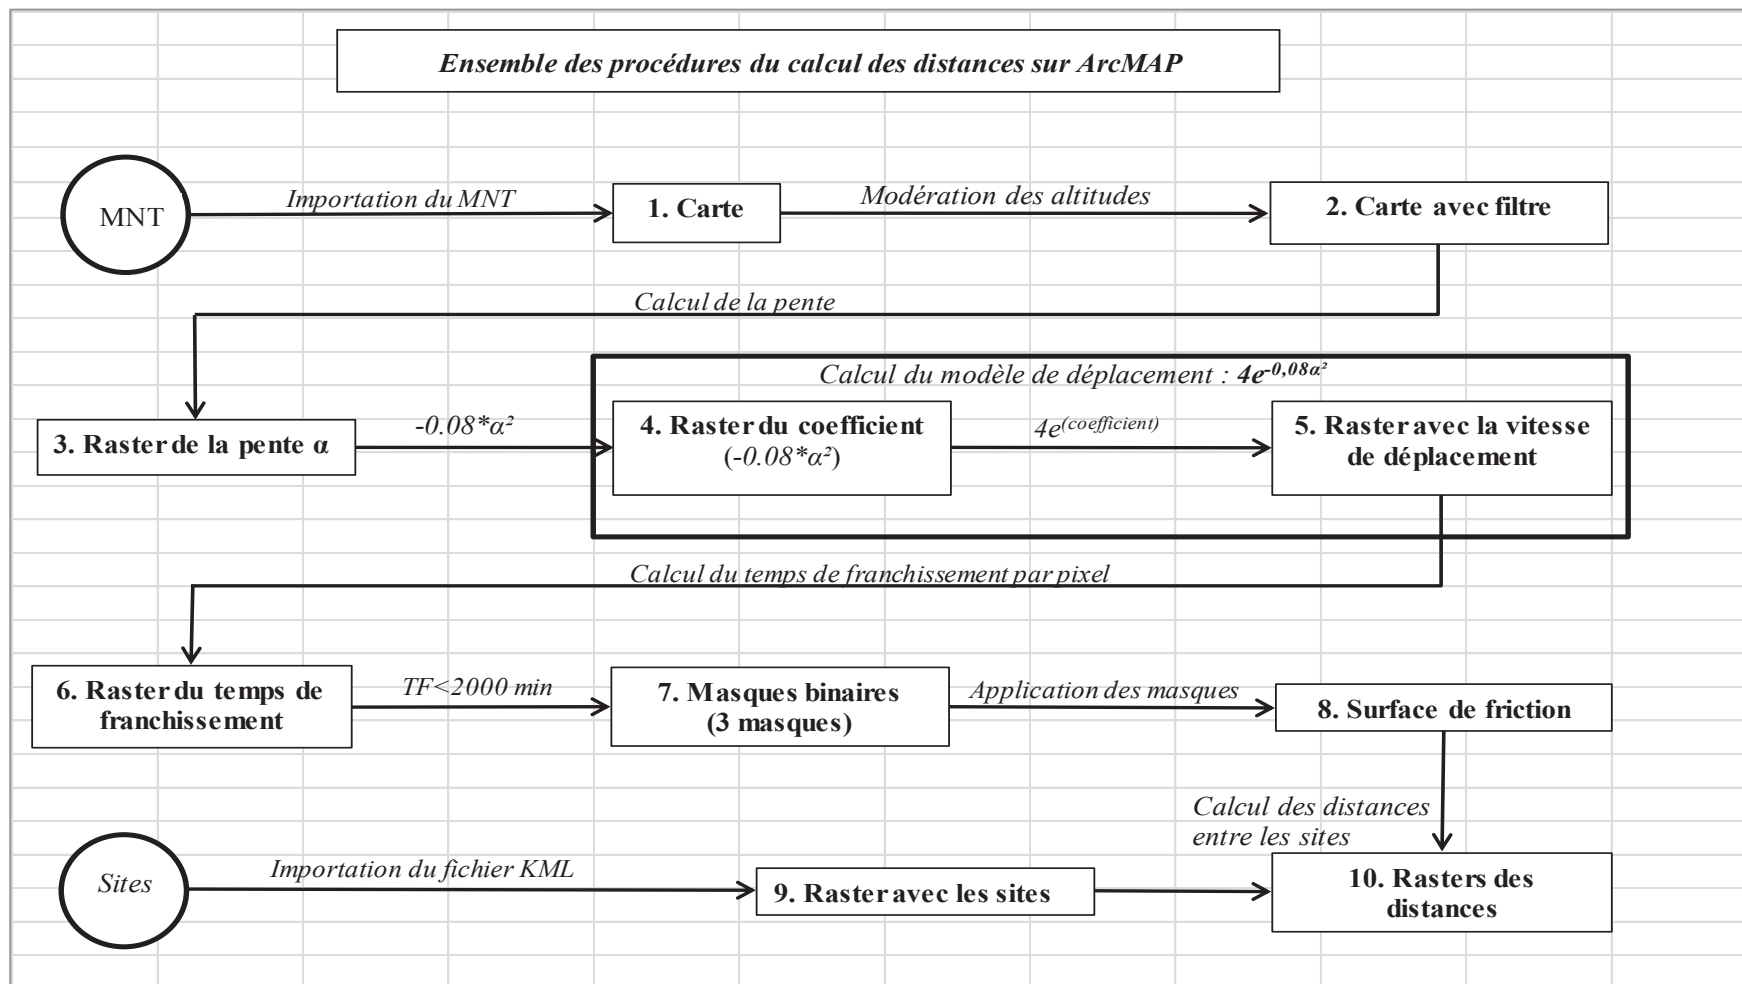 Ensemble des procédures du calcul des distances sur ArcMAP
MNT
Importation du MNT
1. Carte
Modération des altitudes
2. Carte avec filtre
Calcul de la pente
3. Raster de la pente α
-0.08*α²
Calcul du modèle de déplacement : 4e^-0,08α²
4. Raster du coefficient
(-0.08*α²)
4e^(coefficient)
5. Raster avec la vitesse
de déplacement
Calcul du temps de franchissement par pixel
6. Raster du temps de
franchissement
TF<2000 min
7. Masques binaires
(3 masques)
Application des masques
8. Surface de friction
Calcul des distances
entre les sites
Sites
Importation du fichier KML
9. Raster avec les sites
10. Rasters des
distances